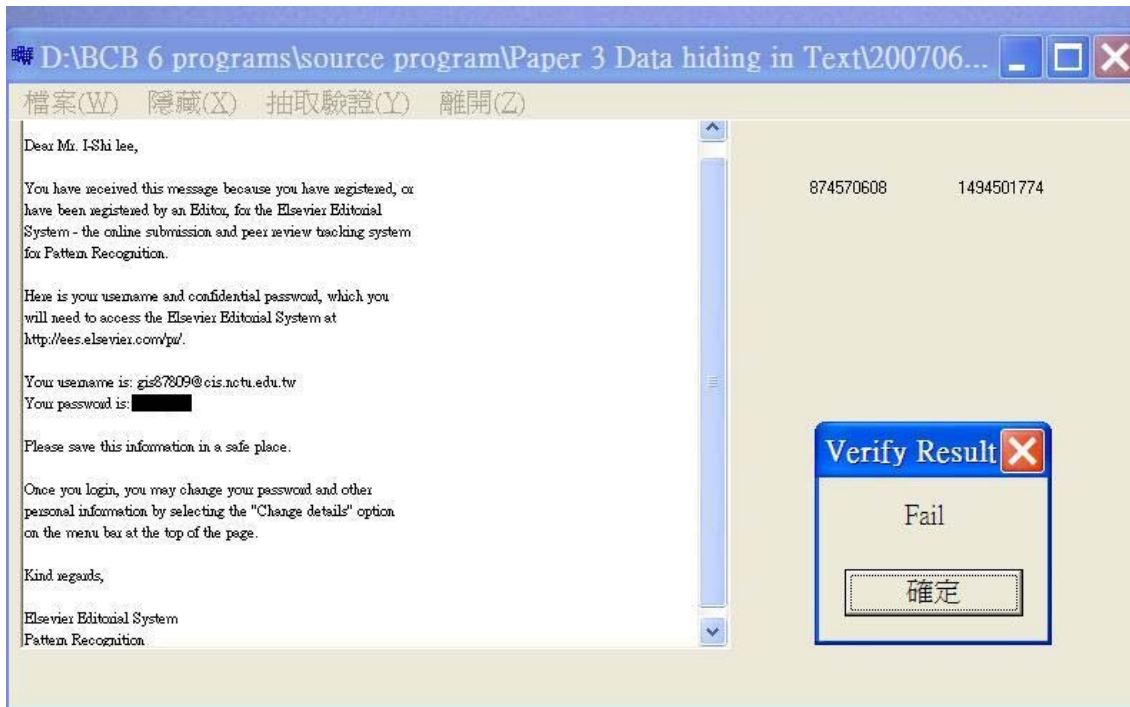 D:\BCB 6 programs\source program\Paper 3 Data hiding in Text\200706...
檔案(W) 隱藏(X) 抽取驗證(Y) 離開(Z)
Dear Mr. I-Shi lee,
You have received this message because you have registered, or
have been registered by an Editor, for the Elsevier Editorial
System - the online submission and peer review tracking system
for Pattern Recognition.
Here is your username and confidential password, which you
will need to access the Elsevier Editorial System at
http://ees.elsevier.com/pr/.
Your username is: gis87809@cis.nctu.edu.tw
Your password is:
Please save this information in a safe place.
Once you login, you may change your password and other
personal information by selecting the "Change details" option
on the menu bar at the top of the page.
Kind regards,
Elsevier Editorial System
Pattern Recognition
874570608 1494501774
Verify Result
Fail
確定